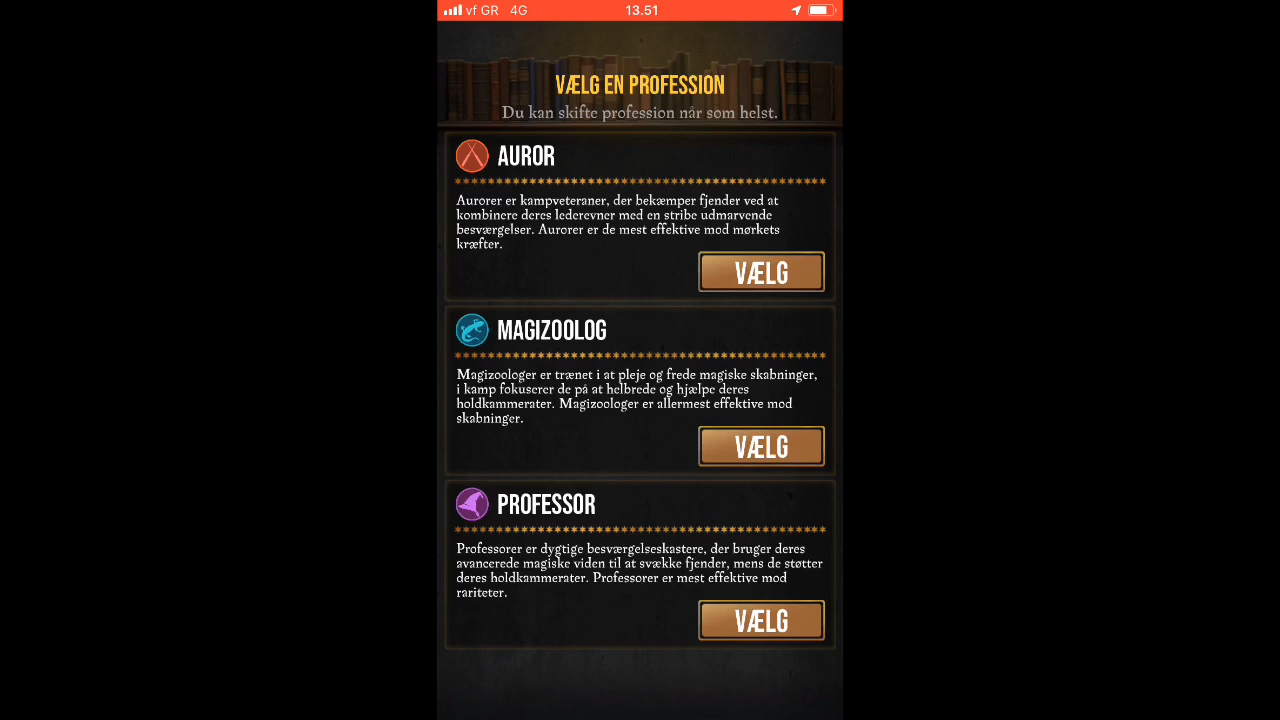 vf GR 4G 13.51
VÆLG EN PROFESSION
Du kan skifte profession når som helst.
AUROR
Aurorer er kampveteraner, der bekæmper fjender ved at
kombinere deres lederevner med en stribe udmarvende
besværgelser. Aurorer er de mest effektive mod mørkets
kræfter.
VÆLG
MAGIZOOLOG
Magizoologer er trænet i at pleje og frede magiske skabninger,
i kamp fokuserer de på at helbrede og hjælpe deres
holdkammerater. Magizoologer er allermest effektive mod
skabninger.
VÆLG
PROFESSOR
Professorer er dygtige besværgelseskastere, der bruger deres
avancerede magiske viden til at svække fjender, mens de støtter
deres holdkammerater. Professorer er mest effektive mod
rariteter.
VÆLG